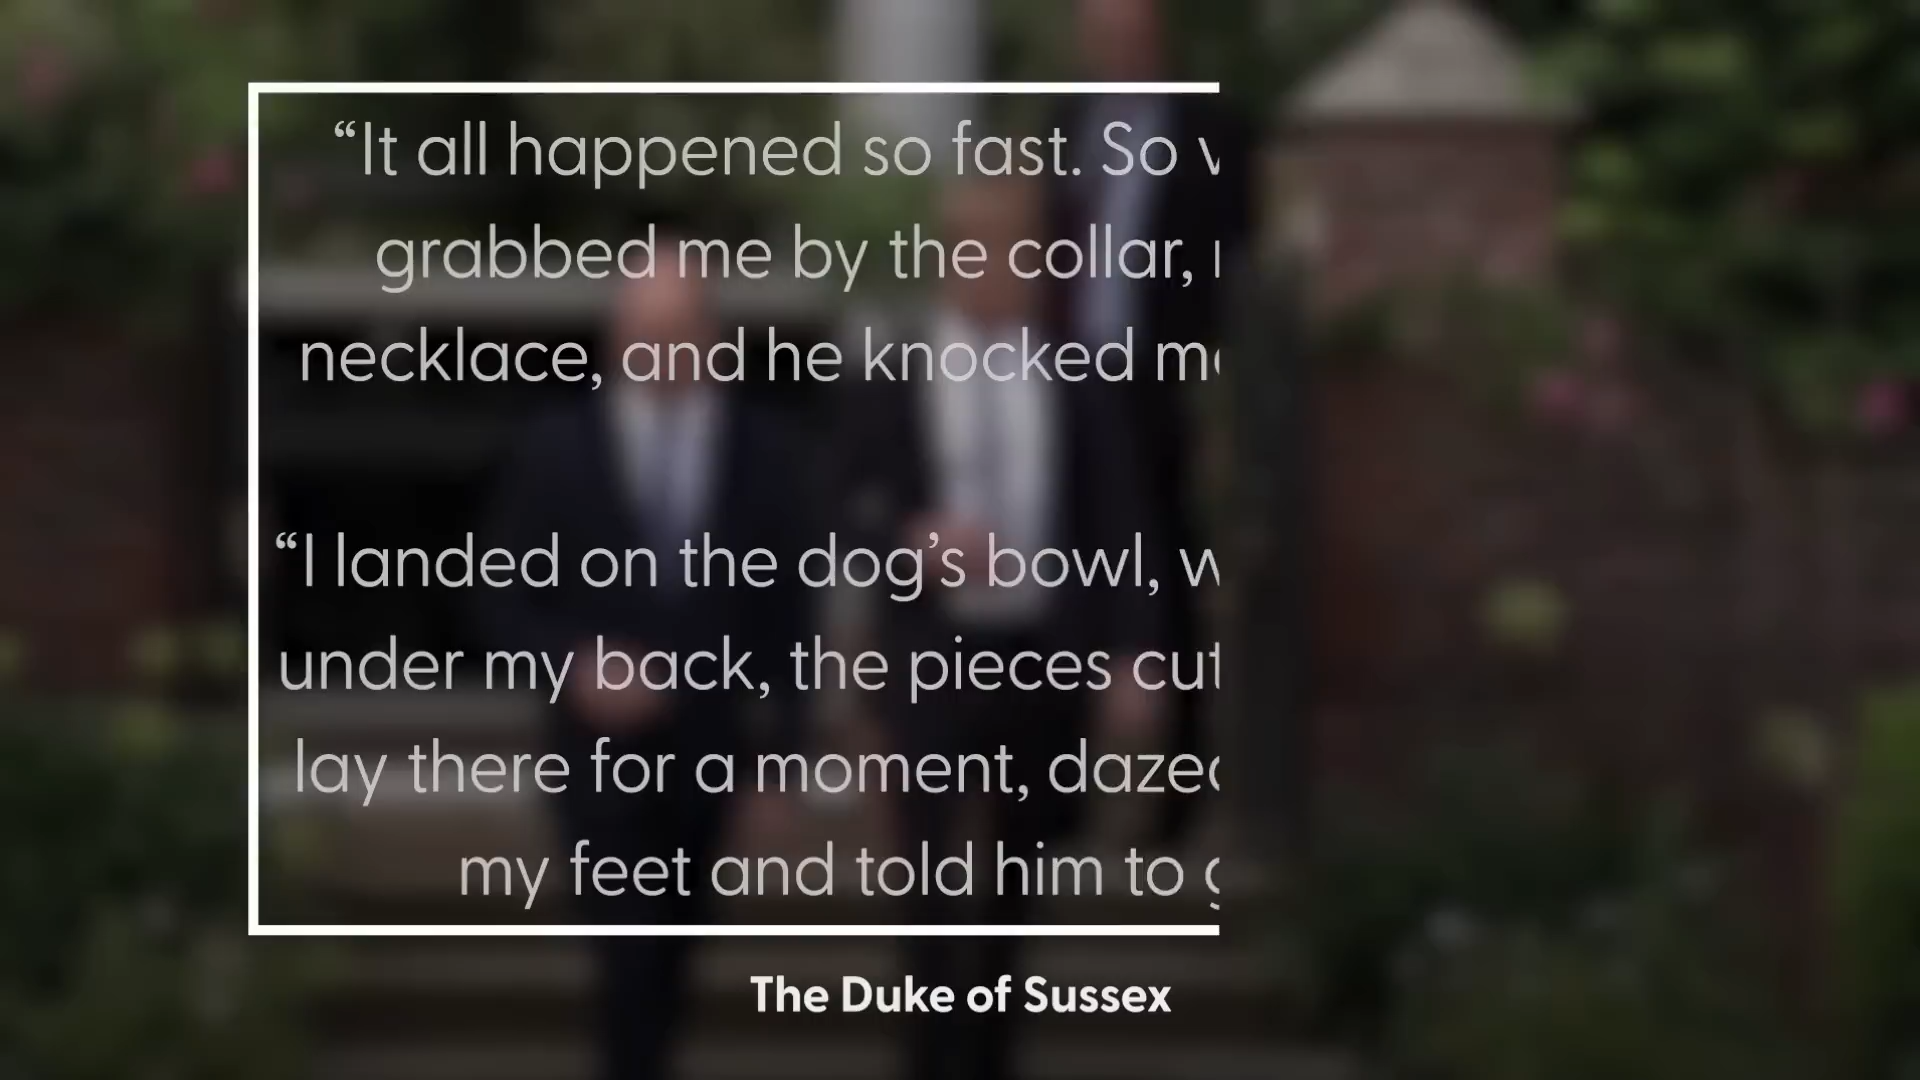 “It all happened so fast. So
grabbed me by the collar,
necklace, and he knocked
“I landed on the dog’s bowl,
under my back, the pieces cut
lay there for a moment,
my feet and told him to
The Duke of Sussex